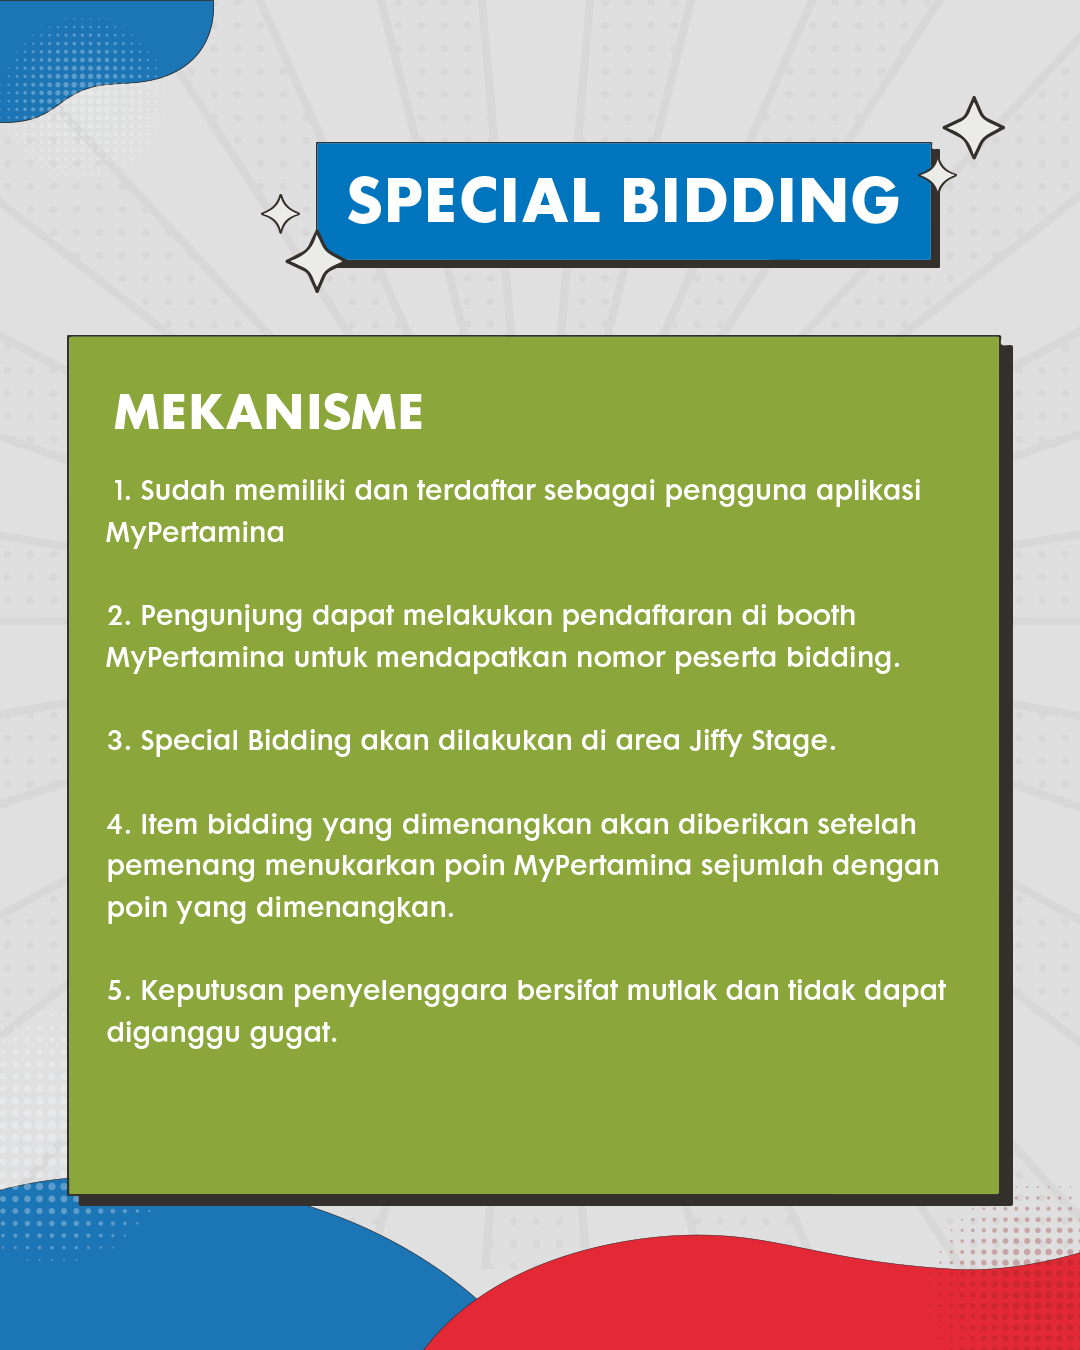 SPECIAL BIDDING
MEKANISME
1. Sudah memiliki dan terdaftar sebagai pengguna aplikasi
MyPertamina
2. Pengunjung dapat melakukan pendaftaran di booth
MyPertamina untuk mendapatkan nomor peserta bidding.
3. Special Bidding akan dilakukan di area Jiffy Stage.
4. Item bidding yang dimenangkan akan diberikan setelah
pemenang menukarkan poin MyPertamina sejumlah dengan
poin yang dimenangkan.
5. Keputusan penyelenggara bersifat mutlak dan tidak dapat
diganggu gugat.